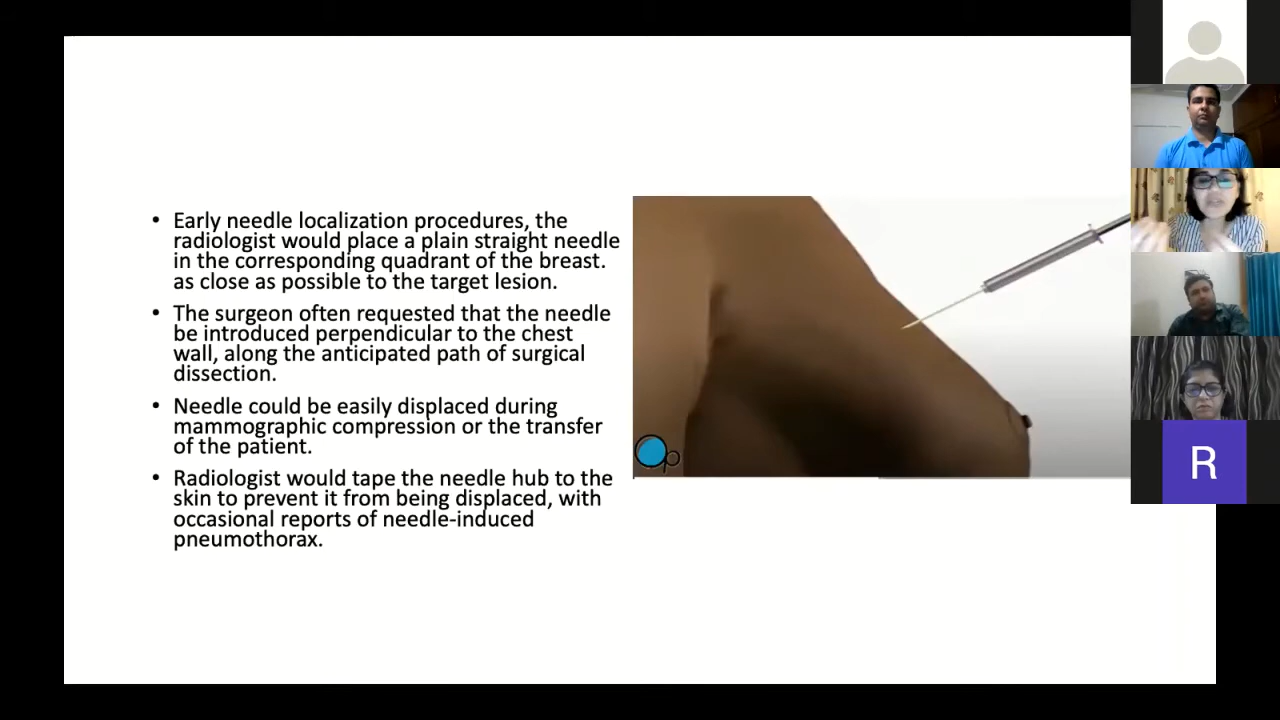 • Early needle localization procedures, the
radiologist would place a plain straight needle
in the corresponding quadrant of the breast.
as close as possible to the target lesion.
• The surgeon often requested that the needle
be introduced perpendicular to the chest
wall, along the anticipated path of surgical
dissection.
• Needle could be easily displaced during
mammographic compression or the transfer
of the patient.
• Radiologist would tape the needle hub to the
skin to prevent it from being displaced, with
occasional reports of needle-induced
pneumothorax.
Op
R